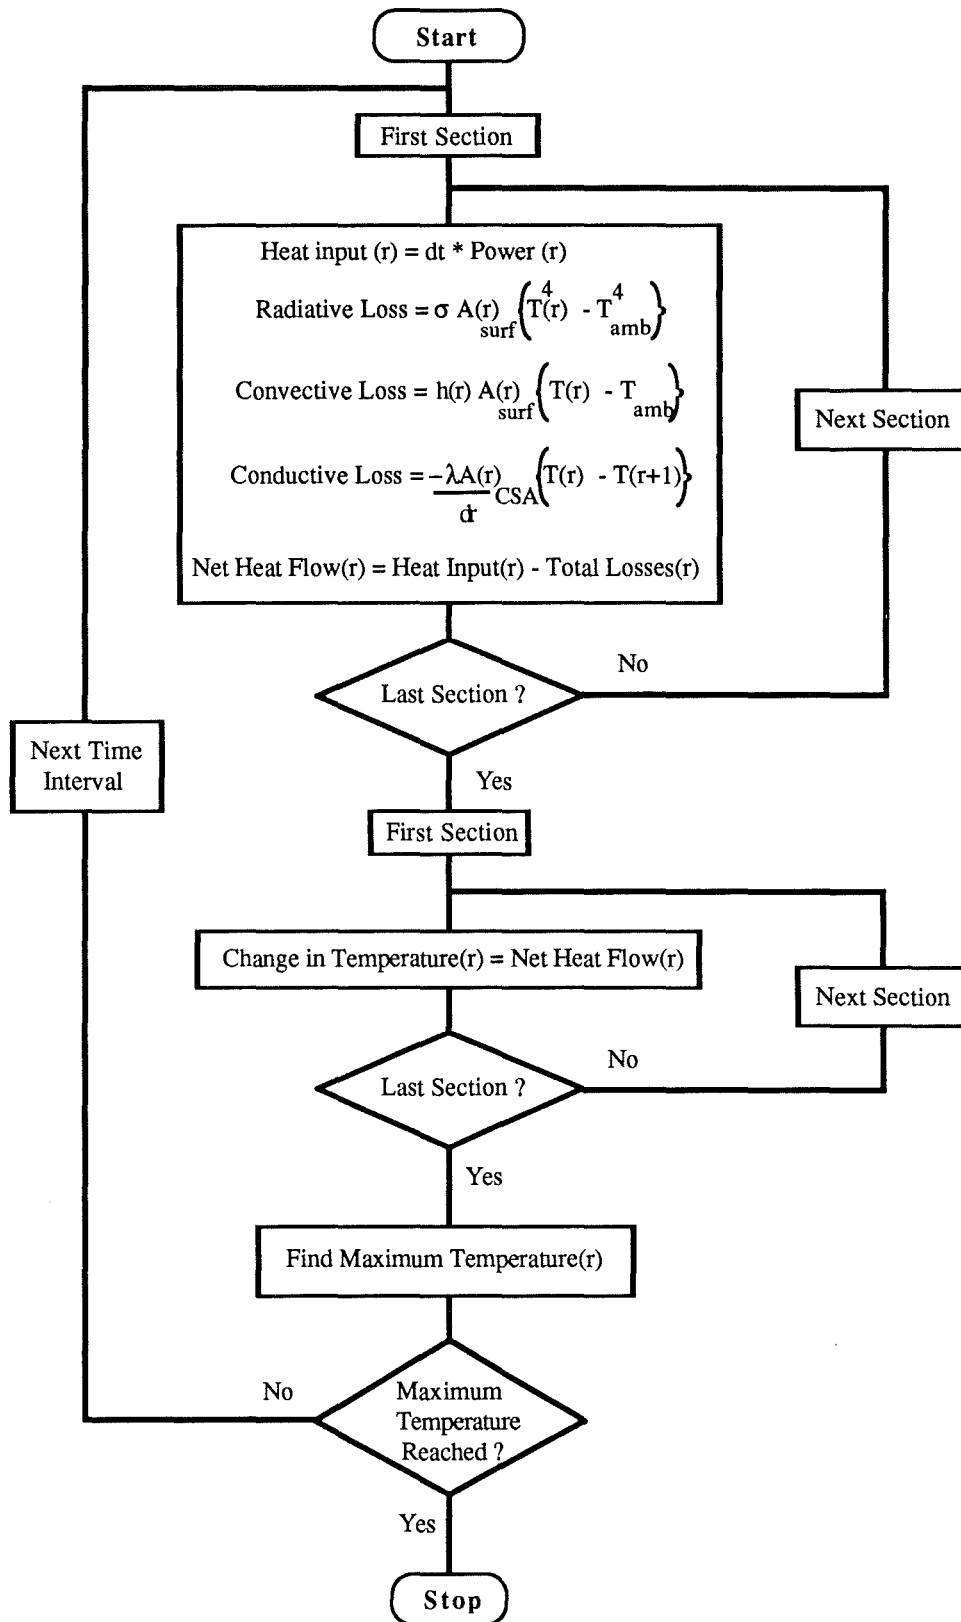 Start
First Section
Heat input (r) = dt * Power (r)
Radiative Loss = σ A(r)surf {T⁴(r) - T⁴amb}
Convective Loss = h(r) A(r)surf {T(r) - Tamb}
Conductive Loss = -λA(r)CSA/dr {T(r) - T(r+1)}
Net Heat Flow(r) = Heat Input(r) - Total Losses(r)
Next Section
Last Section ?
No
Yes
Next Time
Interval
First Section
Change in Temperature(r) = Net Heat Flow(r)
Next Section
Last Section ?
No
Yes
Find Maximum Temperature(r)
No
Maximum
Temperature
Reached ?
Yes
Stop